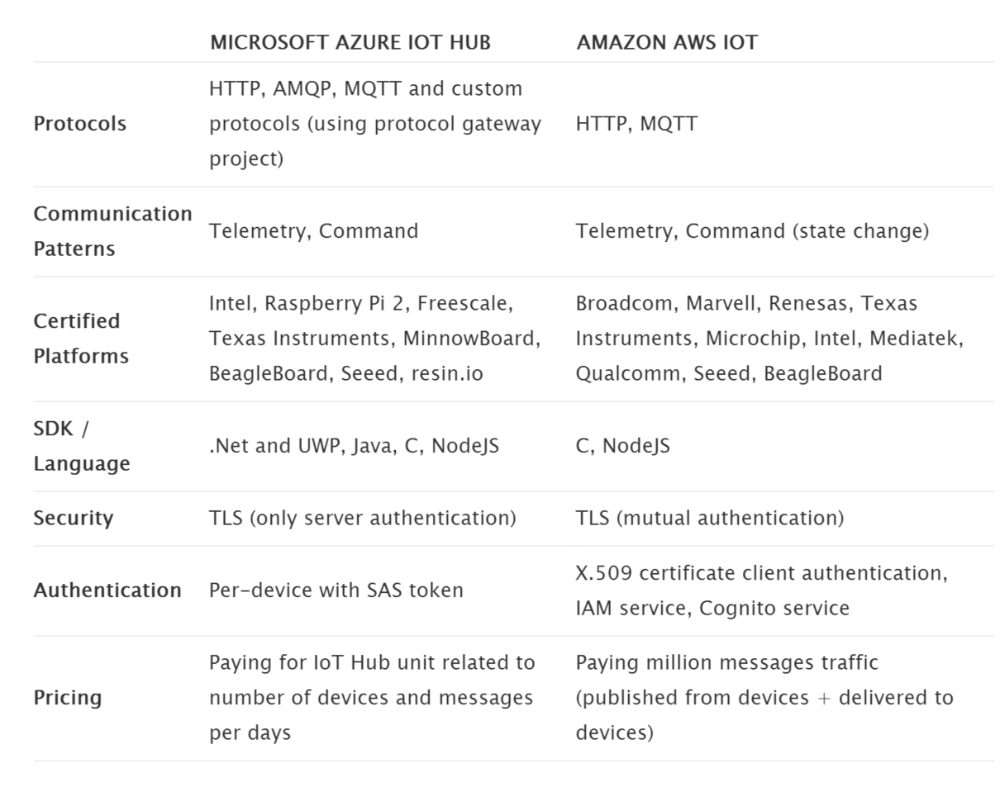 MICROSOFT AZURE IOT HUB AMAZON AWS IOT
Protocols
HTTP, AMQP, MQTT and custom
protocols (using protocol gateway
project)
HTTP, MQTT
Communication
Patterns
Telemetry, Command
Telemetry, Command (state change)
Certified
Platforms
Intel, Raspberry Pi 2, Freescale,
Texas Instruments, MinnowBoard,
BeagleBoard, Seeed, resin.io
Broadcom, Marvell, Renesas, Texas
Instruments, Microchip, Intel, Mediatek,
Qualcomm, Seeed, BeagleBoard
SDK /
Language
.Net and UWP, Java, C, NodeJS
C, NodeJS
Security
TLS (only server authentication)
TLS (mutual authentication)
Authentication
Per-device with SAS token
X.509 certificate client authentication,
IAM service, Cognito service
Pricing
Paying for IoT Hub unit related to
number of devices and messages
per days
Paying million messages traffic
(published from devices + delivered to
devices)